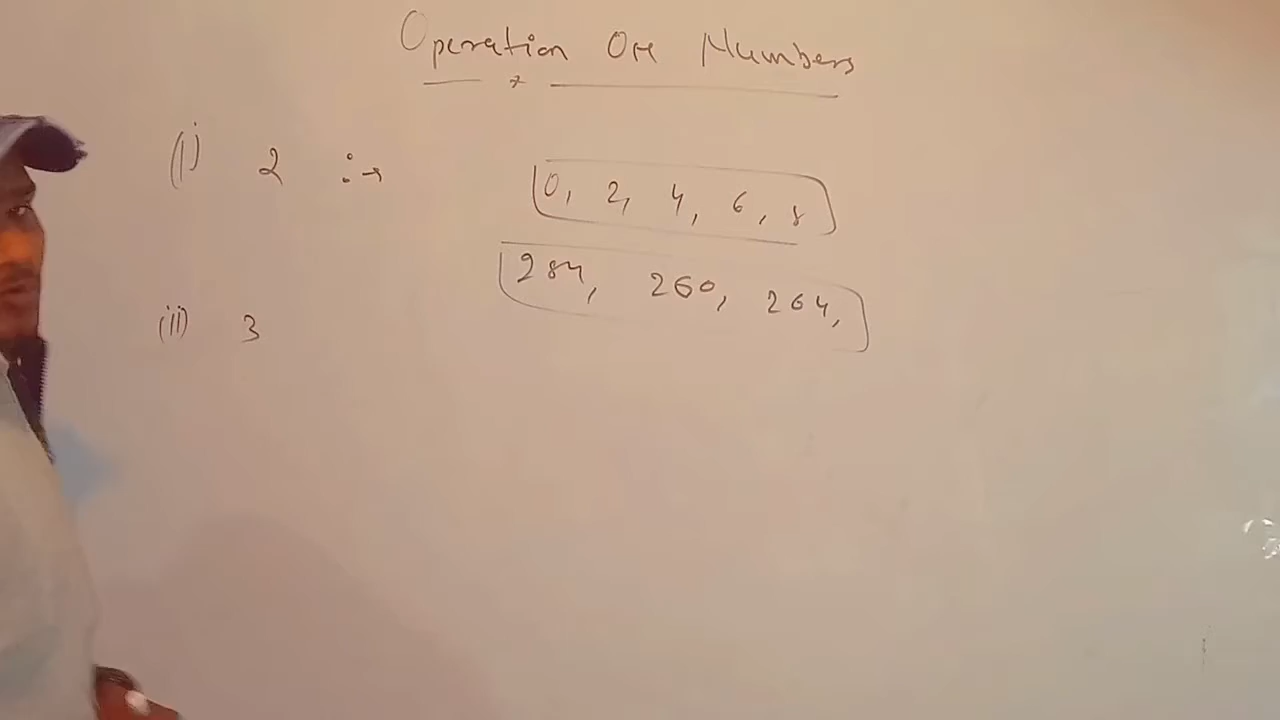 Operation On Numbers
(i) 2 :→ 0, 2, 4, 6, 8
284, 260, 264,
(ii) 3